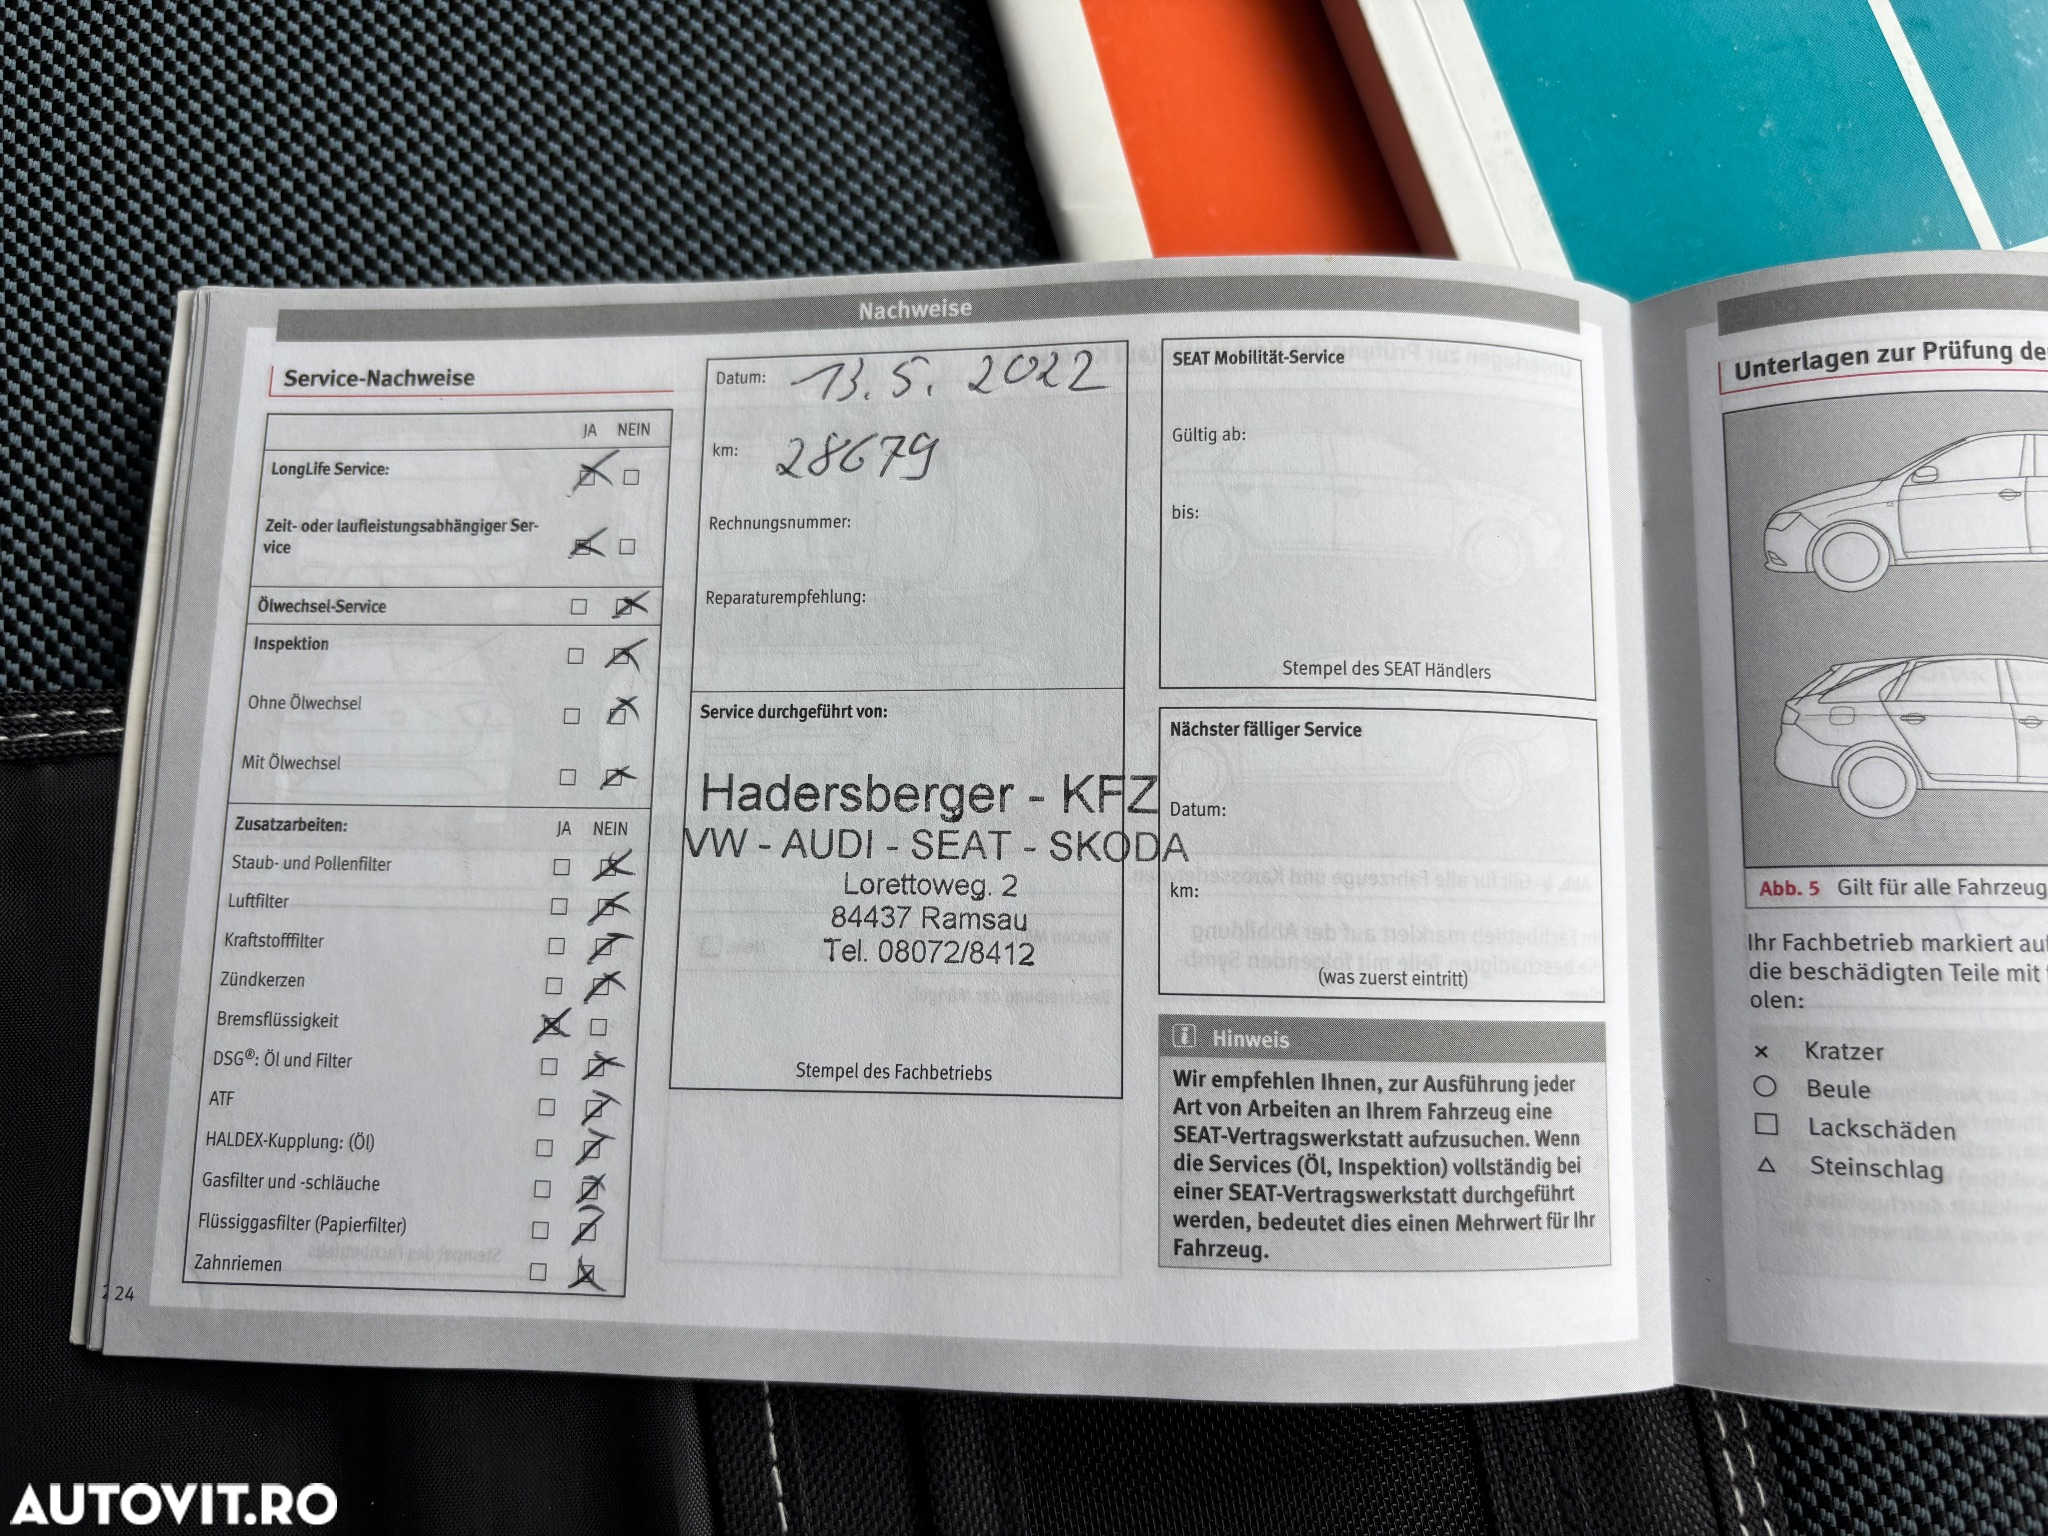 Nachweise
Service-Nachweise
JA NEIN
LongLife Service:
Zeit- oder laufleistungsabhängiger Ser-
vice
Ölwechsel-Service
Inspektion
Ohne Ölwechsel
Mit Ölwechsel
Zusatzarbeiten: JA NEIN
Staub- und Pollenfilter
Luftfilter
Kraftstofffilter
Zündkerzen
Bremsflüssigkeit
DSG®: Öl und Filter
ATF
HALDEX-Kupplung: (Öl)
Gasfilter und -schläuche
Flüssiggasfilter (Papierfilter)
Zahnriemen
24
Datum: 13.5.2022
km: 28679
Rechnungsnummer:
Reparaturempfehlung:
Service durchgeführt von:
Hadersberger - KFZ
VW - AUDI - SEAT - SKODA
Lorettoweg. 2
84437 Ramsau
Tel. 08072/8412
Stempel des Fachbetriebs
SEAT Mobilität-Service
Gültig ab:
bis:
Stempel des SEAT Händlers
Nächster fälliger Service
Datum:
km:
(was zuerst eintritt)
i Hinweis
Wir empfehlen Ihnen, zur Ausführung jeder
Art von Arbeiten an Ihrem Fahrzeug eine
SEAT-Vertragswerkstatt aufzusuchen. Wenn
die Services (Öl, Inspektion) vollständig bei
einer SEAT-Vertragswerkstatt durchgeführt
werden, bedeutet dies einen Mehrwert für Ihr
Fahrzeug.
Unterlagen zur Prüfung
Abb. 5 Gilt für alle
Ihr Fachbetrieb markiert
die beschädigten Teile mit
olen:
× Kratzer
○ Beule
□ Lackschäden
△ Steinschlag
AUTOVIT.RO